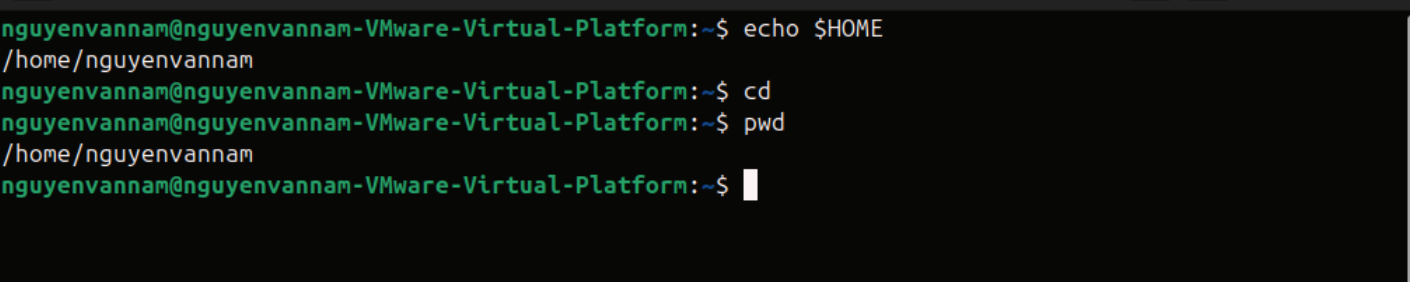 nguyenvannam@nguyenvannam-VMware-Virtual-Platform:~$ echo $HOME
/home/nguyenvannam
nguyenvannam@nguyenvannam-VMware-Virtual-Platform:~$ cd
nguyenvannam@nguyenvannam-VMware-Virtual-Platform:~$ pwd
/home/nguyenvannam
nguyenvannam@nguyenvannam-VMware-Virtual-Platform:~$